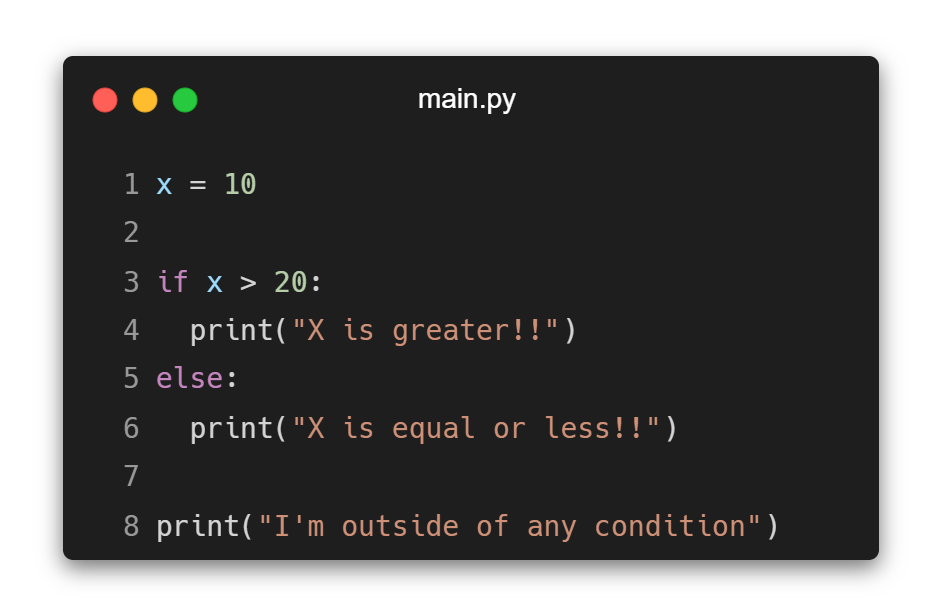 main.py
1 x = 10
2
3 if x > 20:
4   print("X is greater!!")
5 else:
6   print("X is equal or less!!")
7
8 print("I'm outside of any condition")